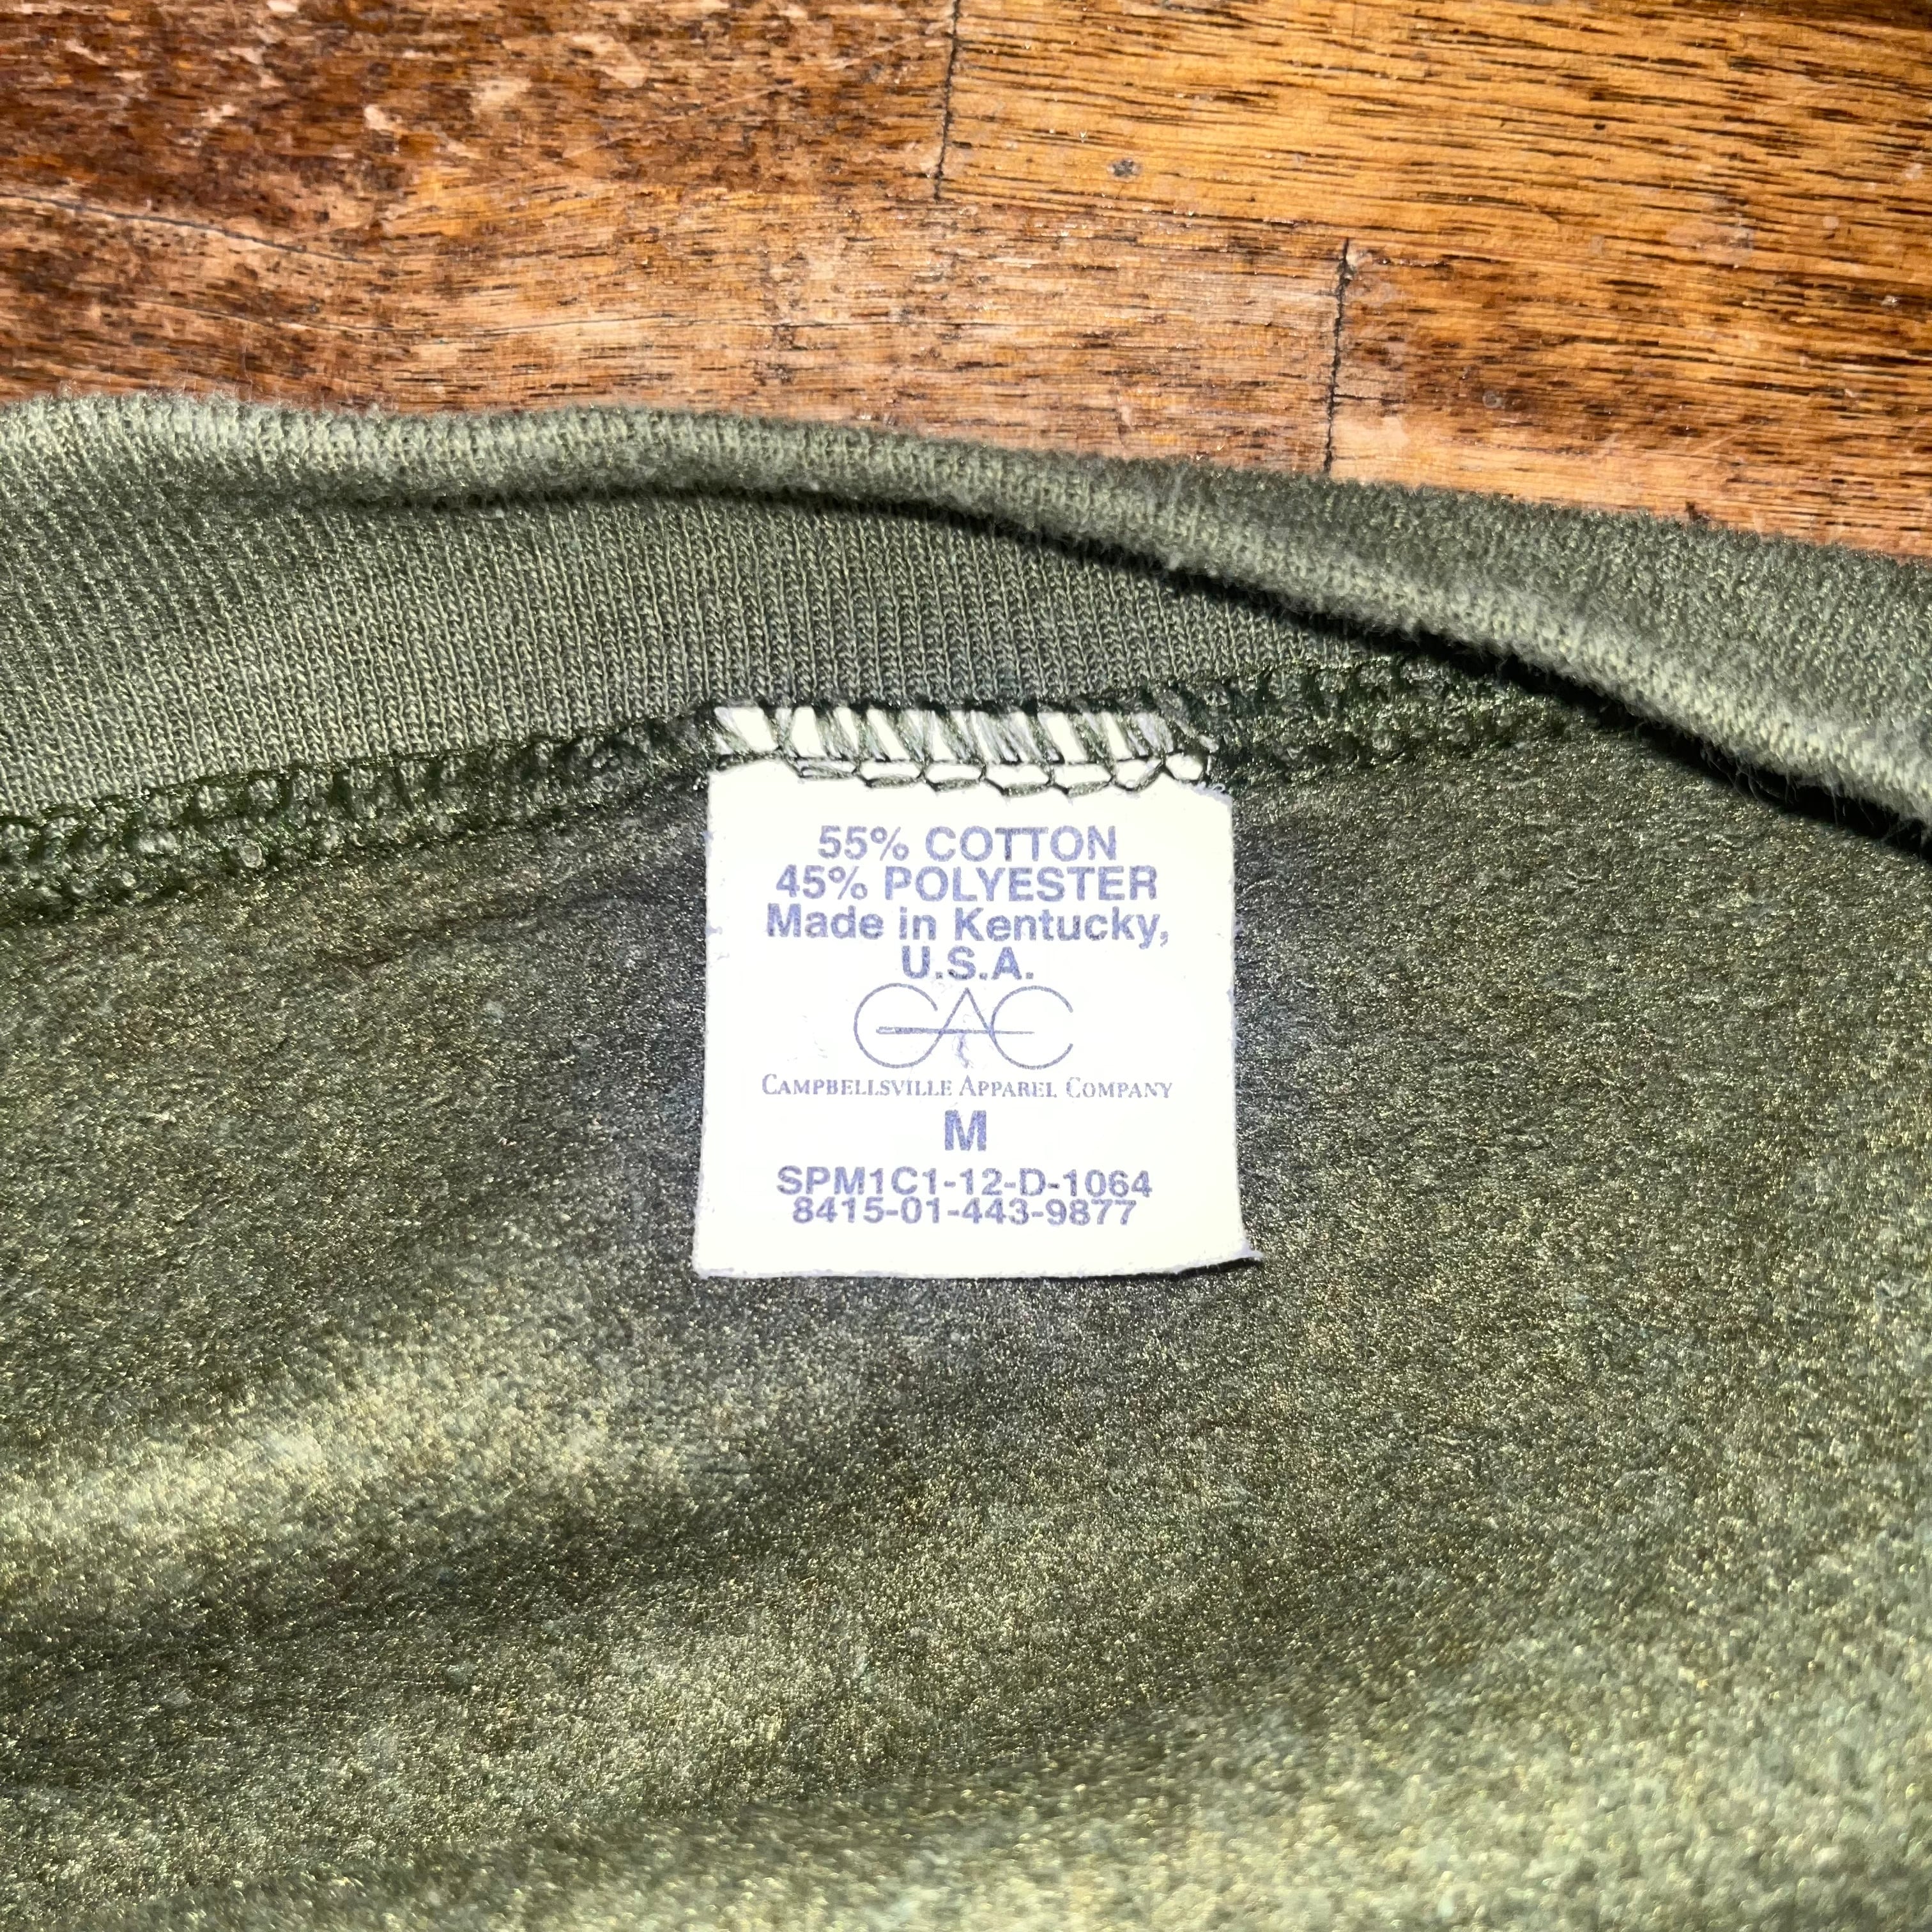 55% COTTON
45% POLYESTER
Made in Kentucky,
U.S.A.
CAC
CAMPBELLSVILLE APPAREL COMPANY
M
SPM1C1-12-D-1064
8415-01-443-9877